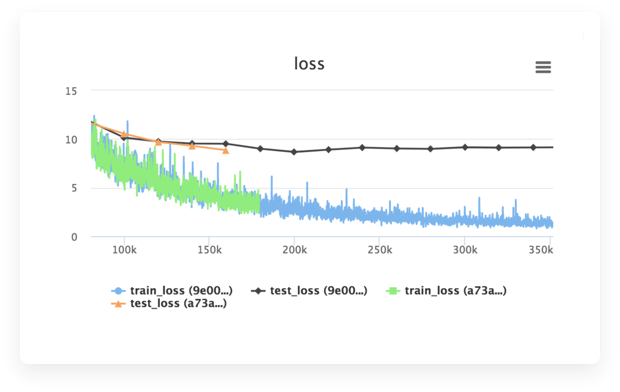 loss
15
10
5
0
100k 150k 200k 250k 300k 350k
train_loss (9e00...) test_loss (9e00...) train_loss (a73a...)
test_loss (a73a...)